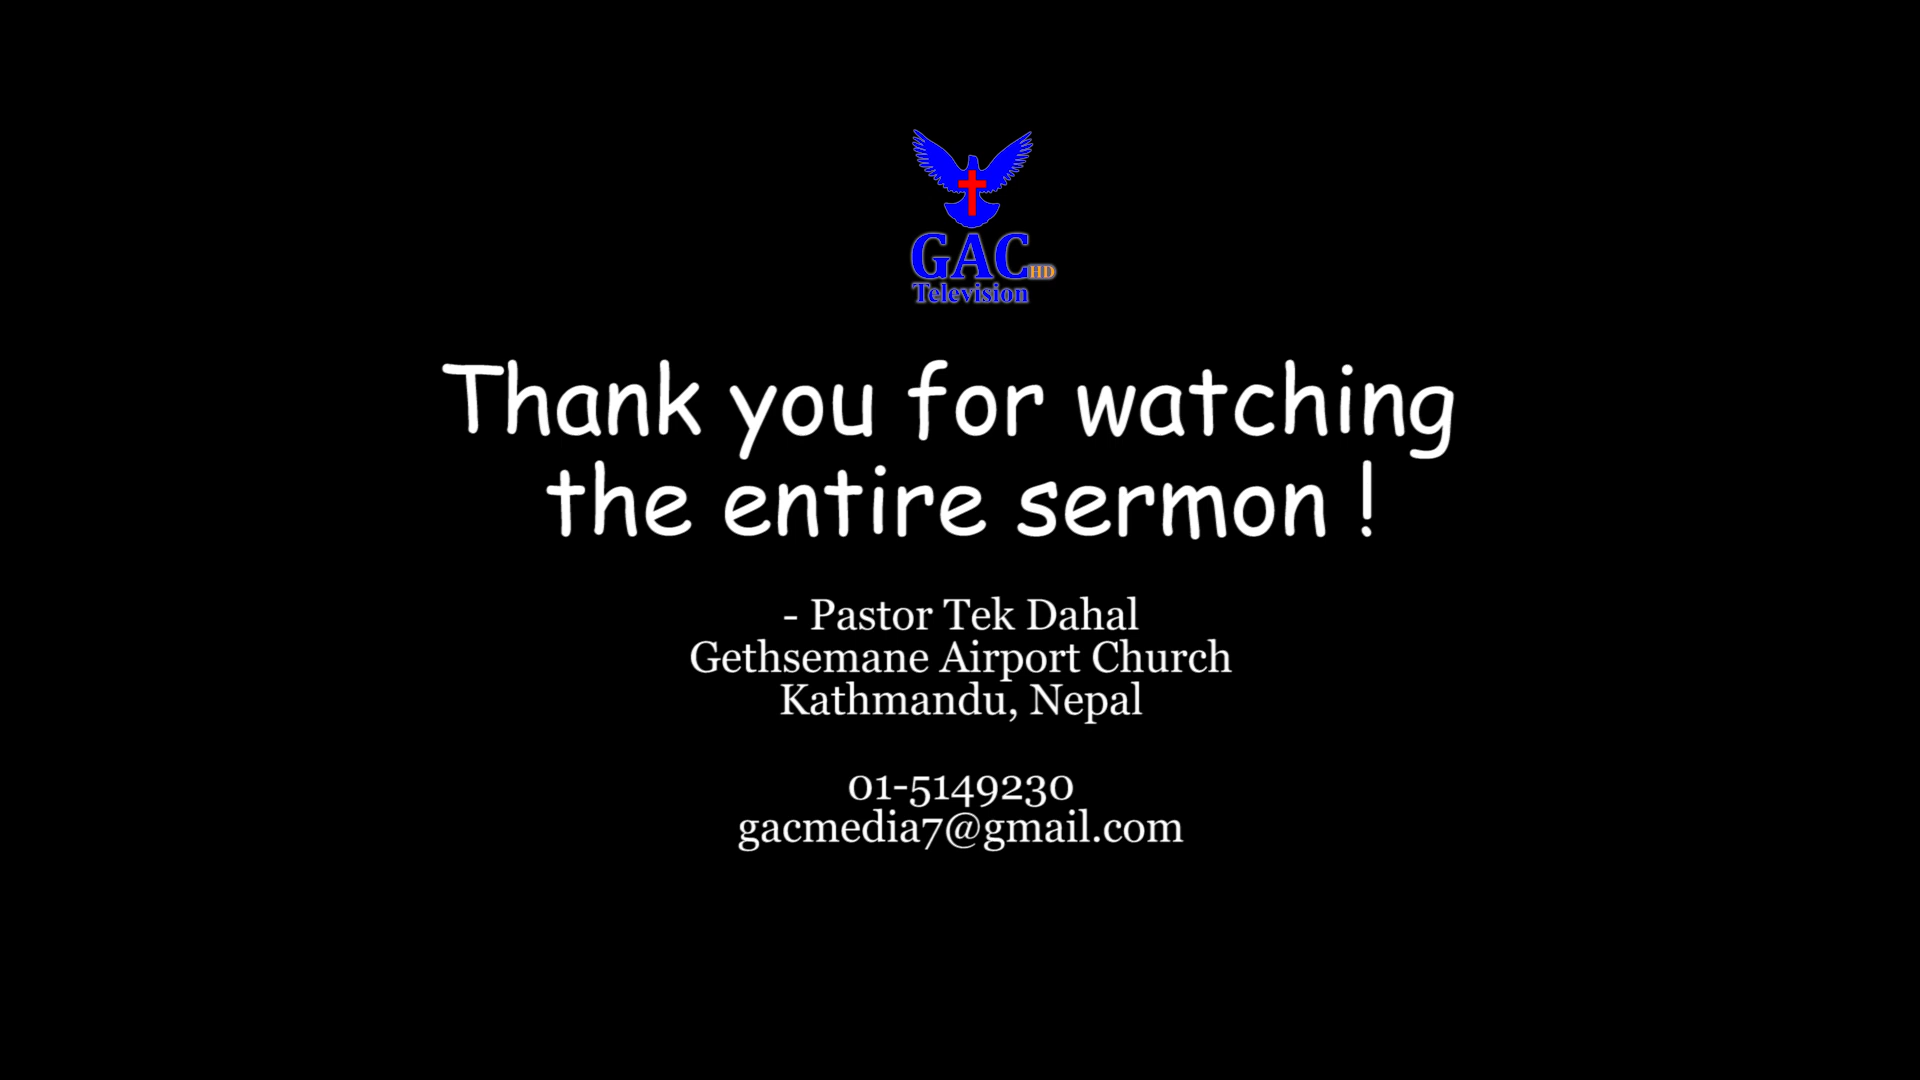 GAC HD
Television
Thank you for watching
the entire sermon !
- Pastor Tek Dahal
Gethsemane Airport Church
Kathmandu, Nepal
01-5149230
gacmedia7@gmail.com